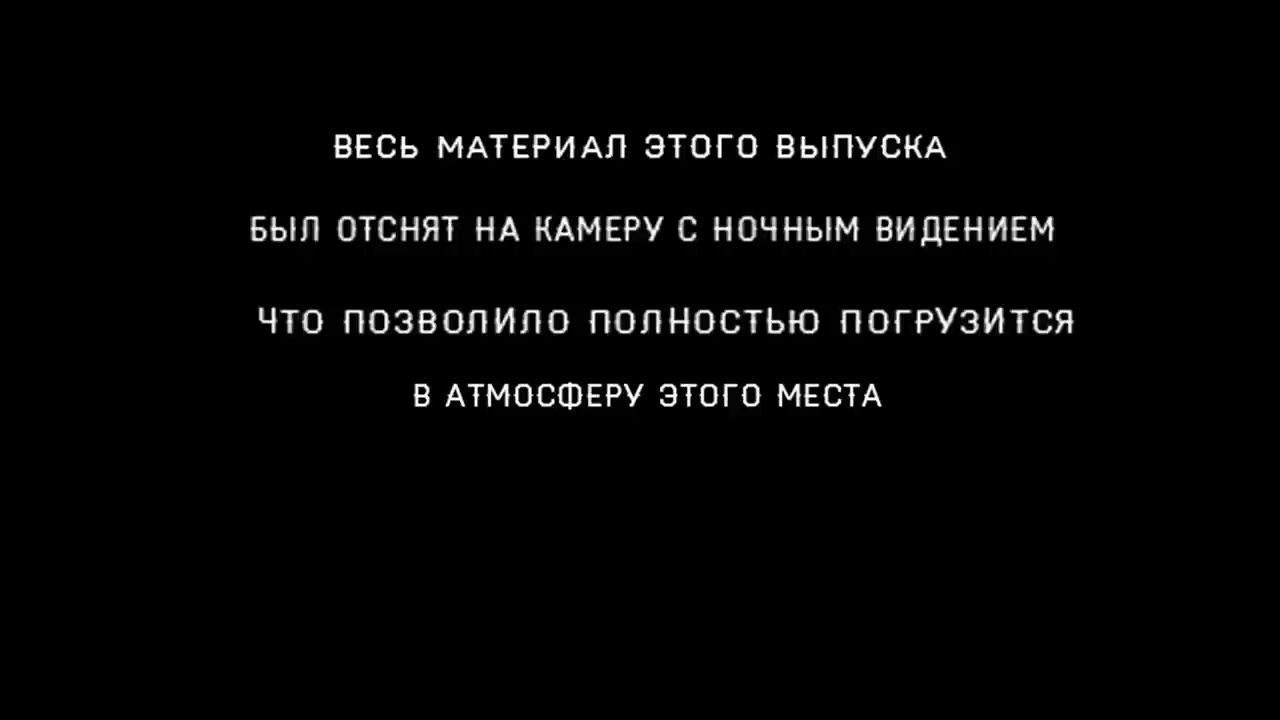 ВЕСЬ МАТЕРИАЛ ЭТОГО ВЫПУСКА
БЫЛ ОТСНЯТ НА КАМЕРУ С НОЧНЫМ ВИДЕНИЕМ
ЧТО ПОЗВОЛИЛО ПОЛНОСТЬЮ ПОГРУЗИТСЯ
В АТМОСФЕРУ ЭТОГО МЕСТА